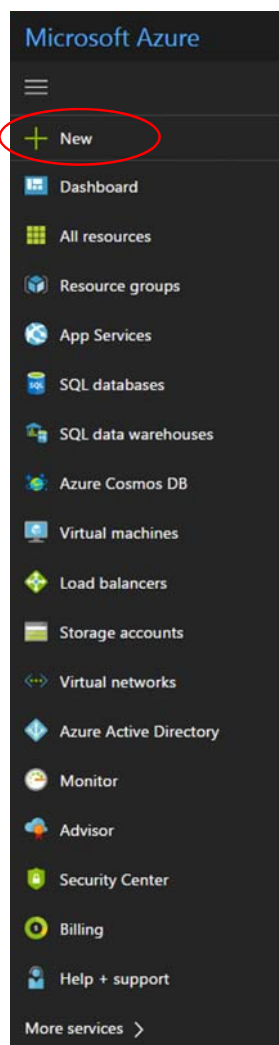 Microsoft Azure
New
Dashboard
All resources
Resource groups
App Services
SQL databases
SQL data warehouses
Azure Cosmos DB
Virtual machines
Load balancers
Storage accounts
Virtual networks
Azure Active Directory
Monitor
Advisor
Security Center
Billing
Help + support
More services >